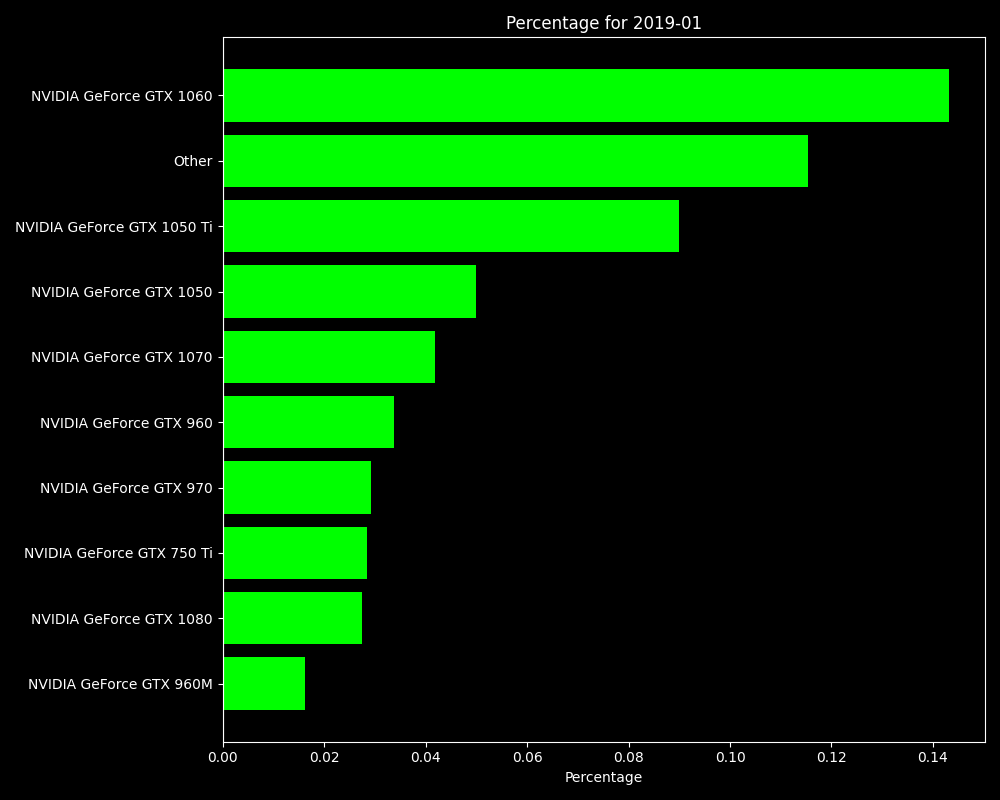 Percentage for 2019-01
NVIDIA GeForce GTX 1060
Other
NVIDIA GeForce GTX 1050 Ti
NVIDIA GeForce GTX 1050
NVIDIA GeForce GTX 1070
NVIDIA GeForce GTX 960
NVIDIA GeForce GTX 970
NVIDIA GeForce GTX 750 Ti
NVIDIA GeForce GTX 1080
NVIDIA GeForce GTX 960M
0.00 0.02 0.04 0.06 0.08 0.10 0.12 0.14
Percentage